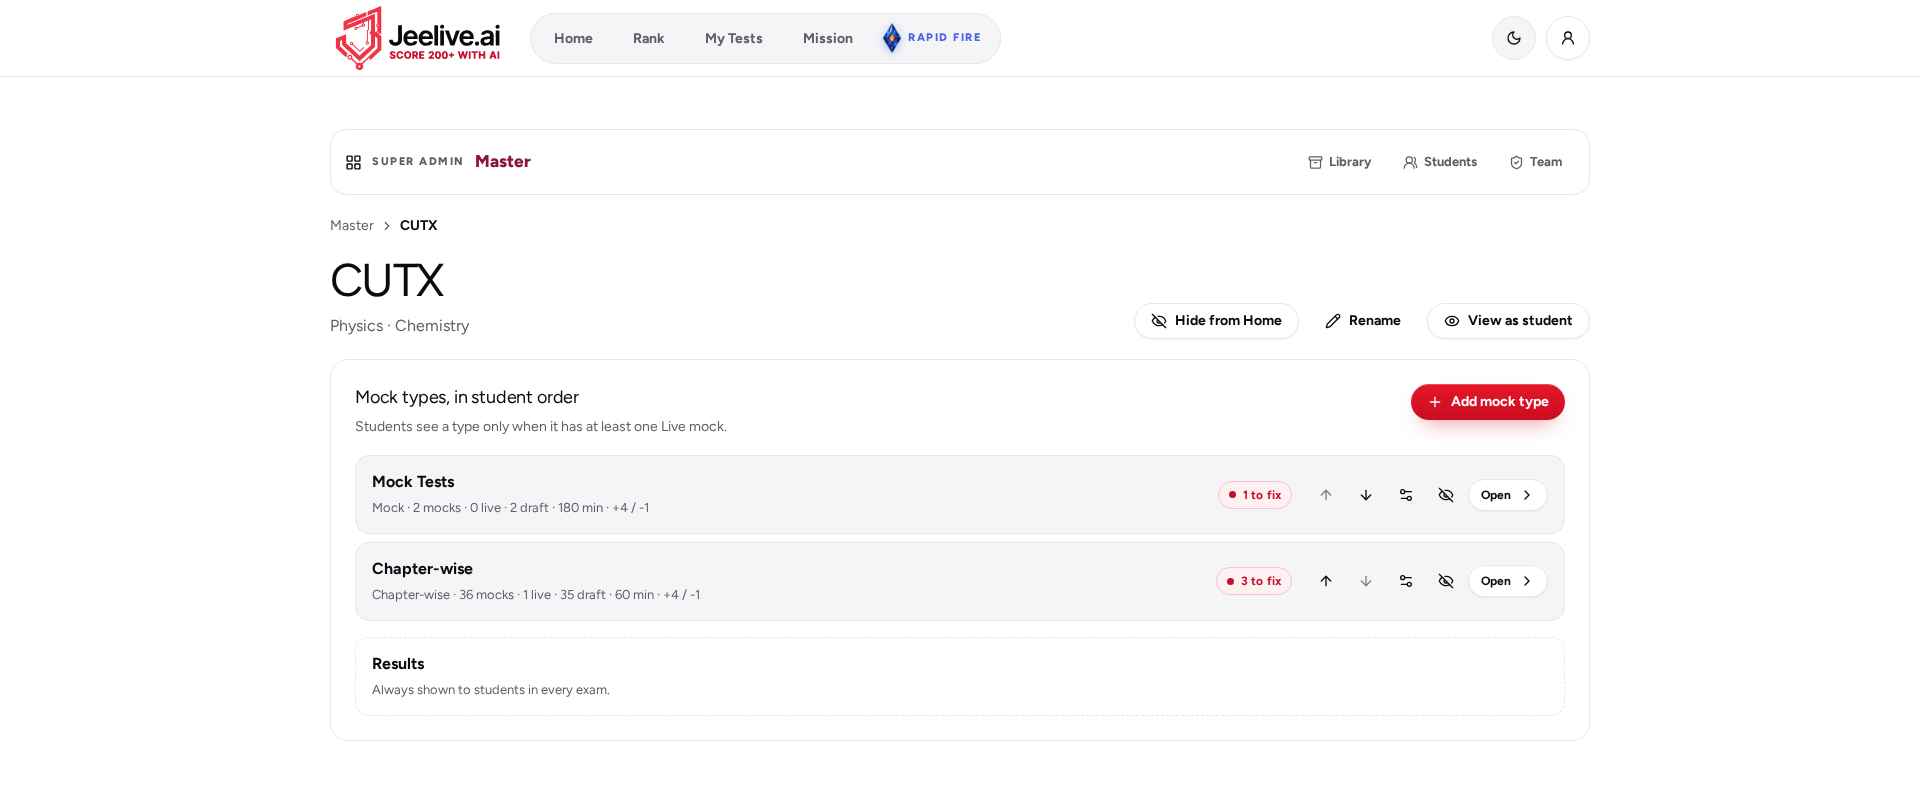 Jeelive.ai
SCORE 200+ WITH AI
Home
Rank
My Tests
Mission
RAPID FIRE
SUPER ADMIN
Master
Library
Students
Team
Master > CUTX
CUTX
Physics · Chemistry
Hide from Home
Rename
View as student
Mock types, in student order
Students see a type only when it has at least one Live mock.
Add mock type
Mock Tests
Mock · 2 mocks · 0 live · 2 draft · 180 min · +4 / -1
1 to fix
Open
Chapter-wise
Chapter-wise · 36 mocks · 1 live · 35 draft · 60 min · +4 / -1
3 to fix
Open
Results
Always shown to students in every exam.